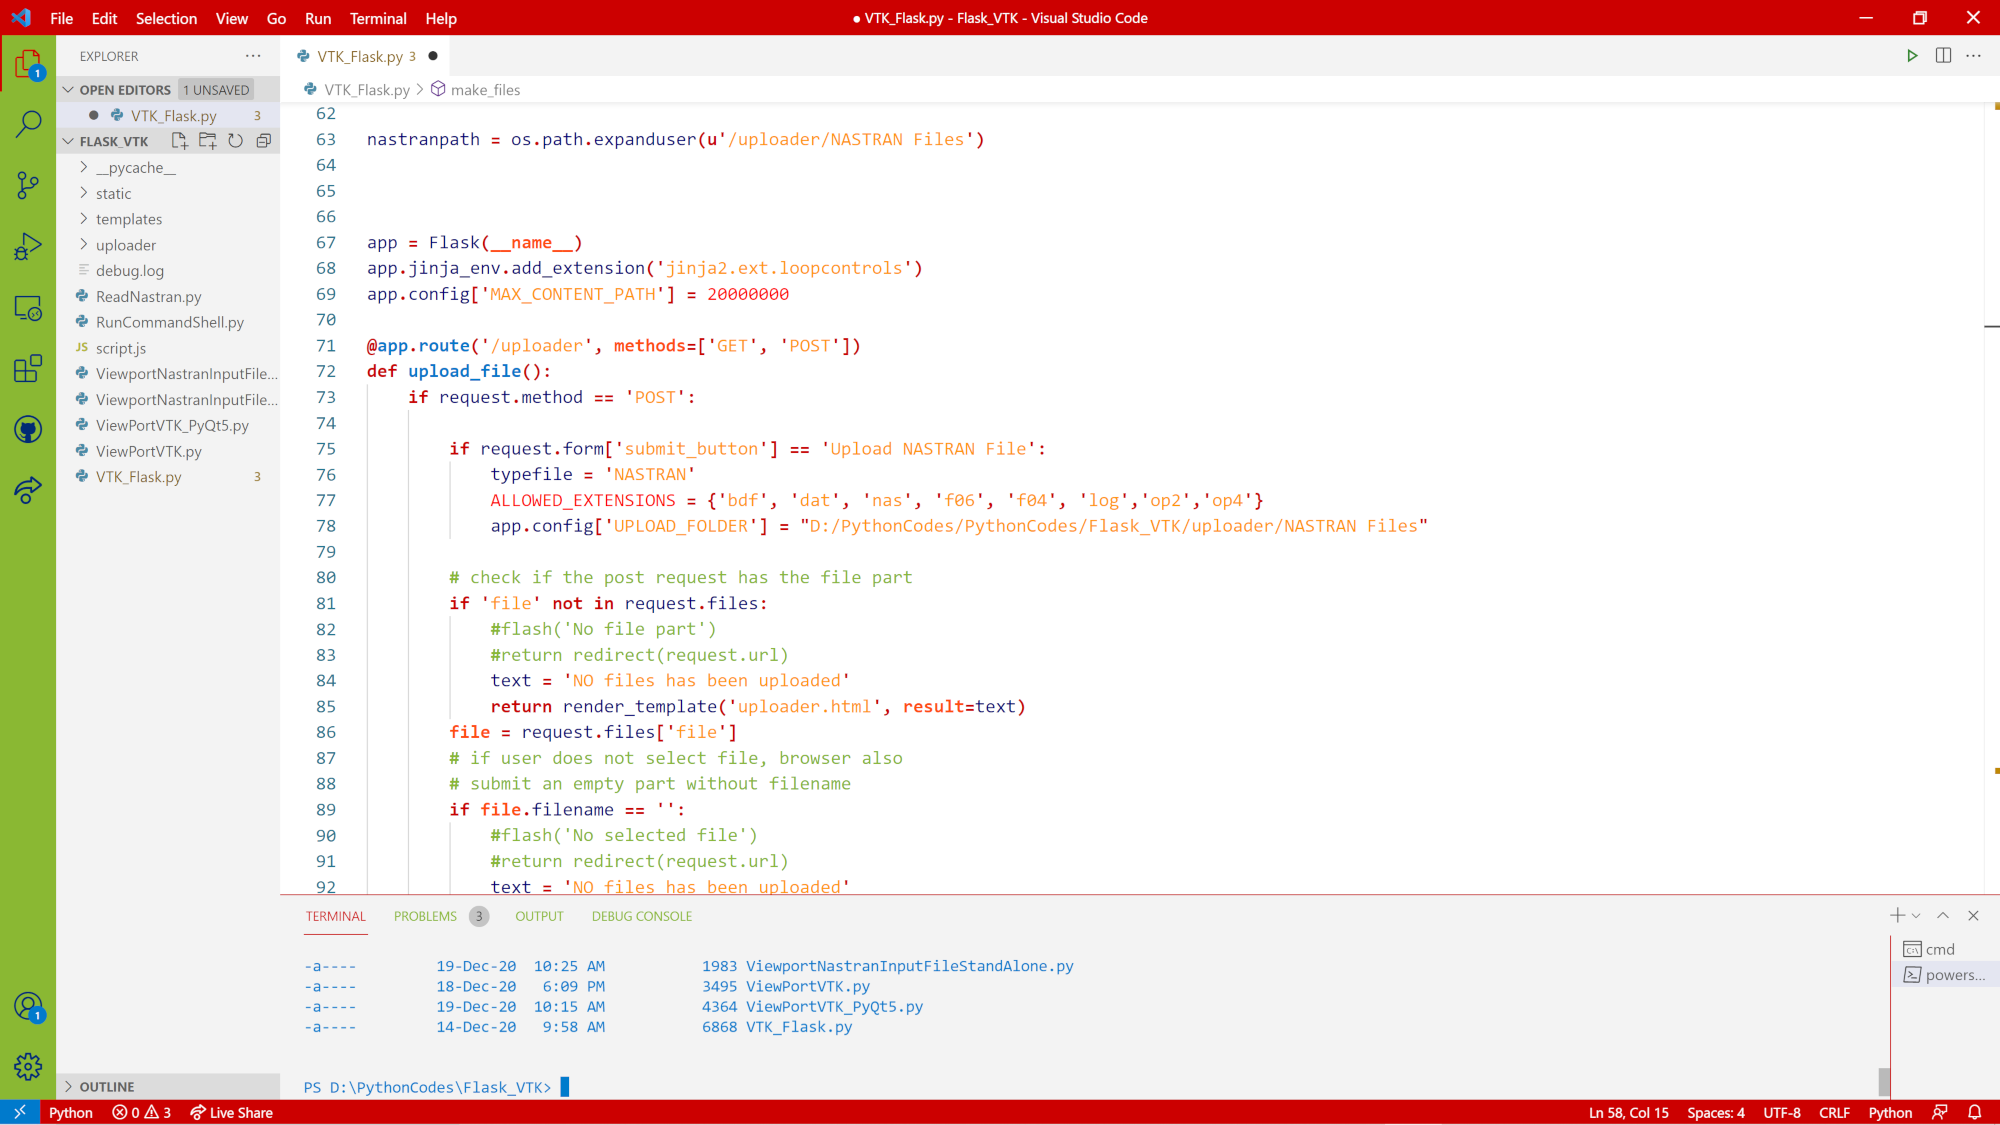 File Edit Selection View Go Run Terminal Help
● VTK_Flask.py - Flask_VTK - Visual Studio Code
1
EXPLORER
OPEN EDITORS 1 UNSAVED
VTK_Flask.py 3
FLASK_VTK
__pycache__
static
templates
uploader
debug.log
ReadNastran.py
RunCommandShell.py
JS script.js
ViewportNastranInputFile...
ViewportNastranInputFile...
ViewPortVTK_PyQt5.py
ViewPortVTK.py
VTK_Flask.py 3
OUTLINE
1
VTK_Flask.py 3 ●
VTK_Flask.py > make_files
62
63 nastranpath = os.path.expanduser(u'/uploader/NASTRAN Files')
64
65
66
67 app = Flask(__name__)
68 app.jinja_env.add_extension('jinja2.ext.loopcontrols')
69 app.config['MAX_CONTENT_PATH'] = 20000000
70
71 @app.route('/uploader', methods=['GET', 'POST'])
72 def upload_file():
73 if request.method == 'POST':
74
75 if request.form['submit_button'] == 'Upload NASTRAN File':
76 typefile = 'NASTRAN'
77 ALLOWED_EXTENSIONS = {'bdf', 'dat', 'nas', 'f06', 'f04', 'log','op2','op4'}
78 app.config['UPLOAD_FOLDER'] = "D:/PythonCodes/PythonCodes/Flask_VTK/uploader/NASTRAN Files"
79
80 # check if the post request has the file part
81 if 'file' not in request.files:
82 #flash('No file part')
83 #return redirect(request.url)
84 text = 'NO files has been uploaded'
85 return render_template('uploader.html', result=text)
86 file = request.files['file']
87 # if user does not select file, browser also
88 # submit an empty part without filename
89 if file.filename == '':
90 #flash('No selected file')
91 #return redirect(request.url)
92 text = 'NO files has been uploaded'
TERMINAL PROBLEMS 3 OUTPUT DEBUG CONSOLE
-a---- 19-Dec-20 10:25 AM 1983 ViewportNastranInputFileStandAlone.py
-a---- 18-Dec-20 6:09 PM 3495 ViewPortVTK.py
-a---- 19-Dec-20 10:15 AM 4364 ViewPortVTK_PyQt5.py
-a---- 14-Dec-20 9:58 AM 6868 VTK_Flask.py
PS D:\PythonCodes\Flask_VTK>
cmd
powers...
Python 0 3 Live Share
Ln 58, Col 15 Spaces: 4 UTF-8 CRLF Python